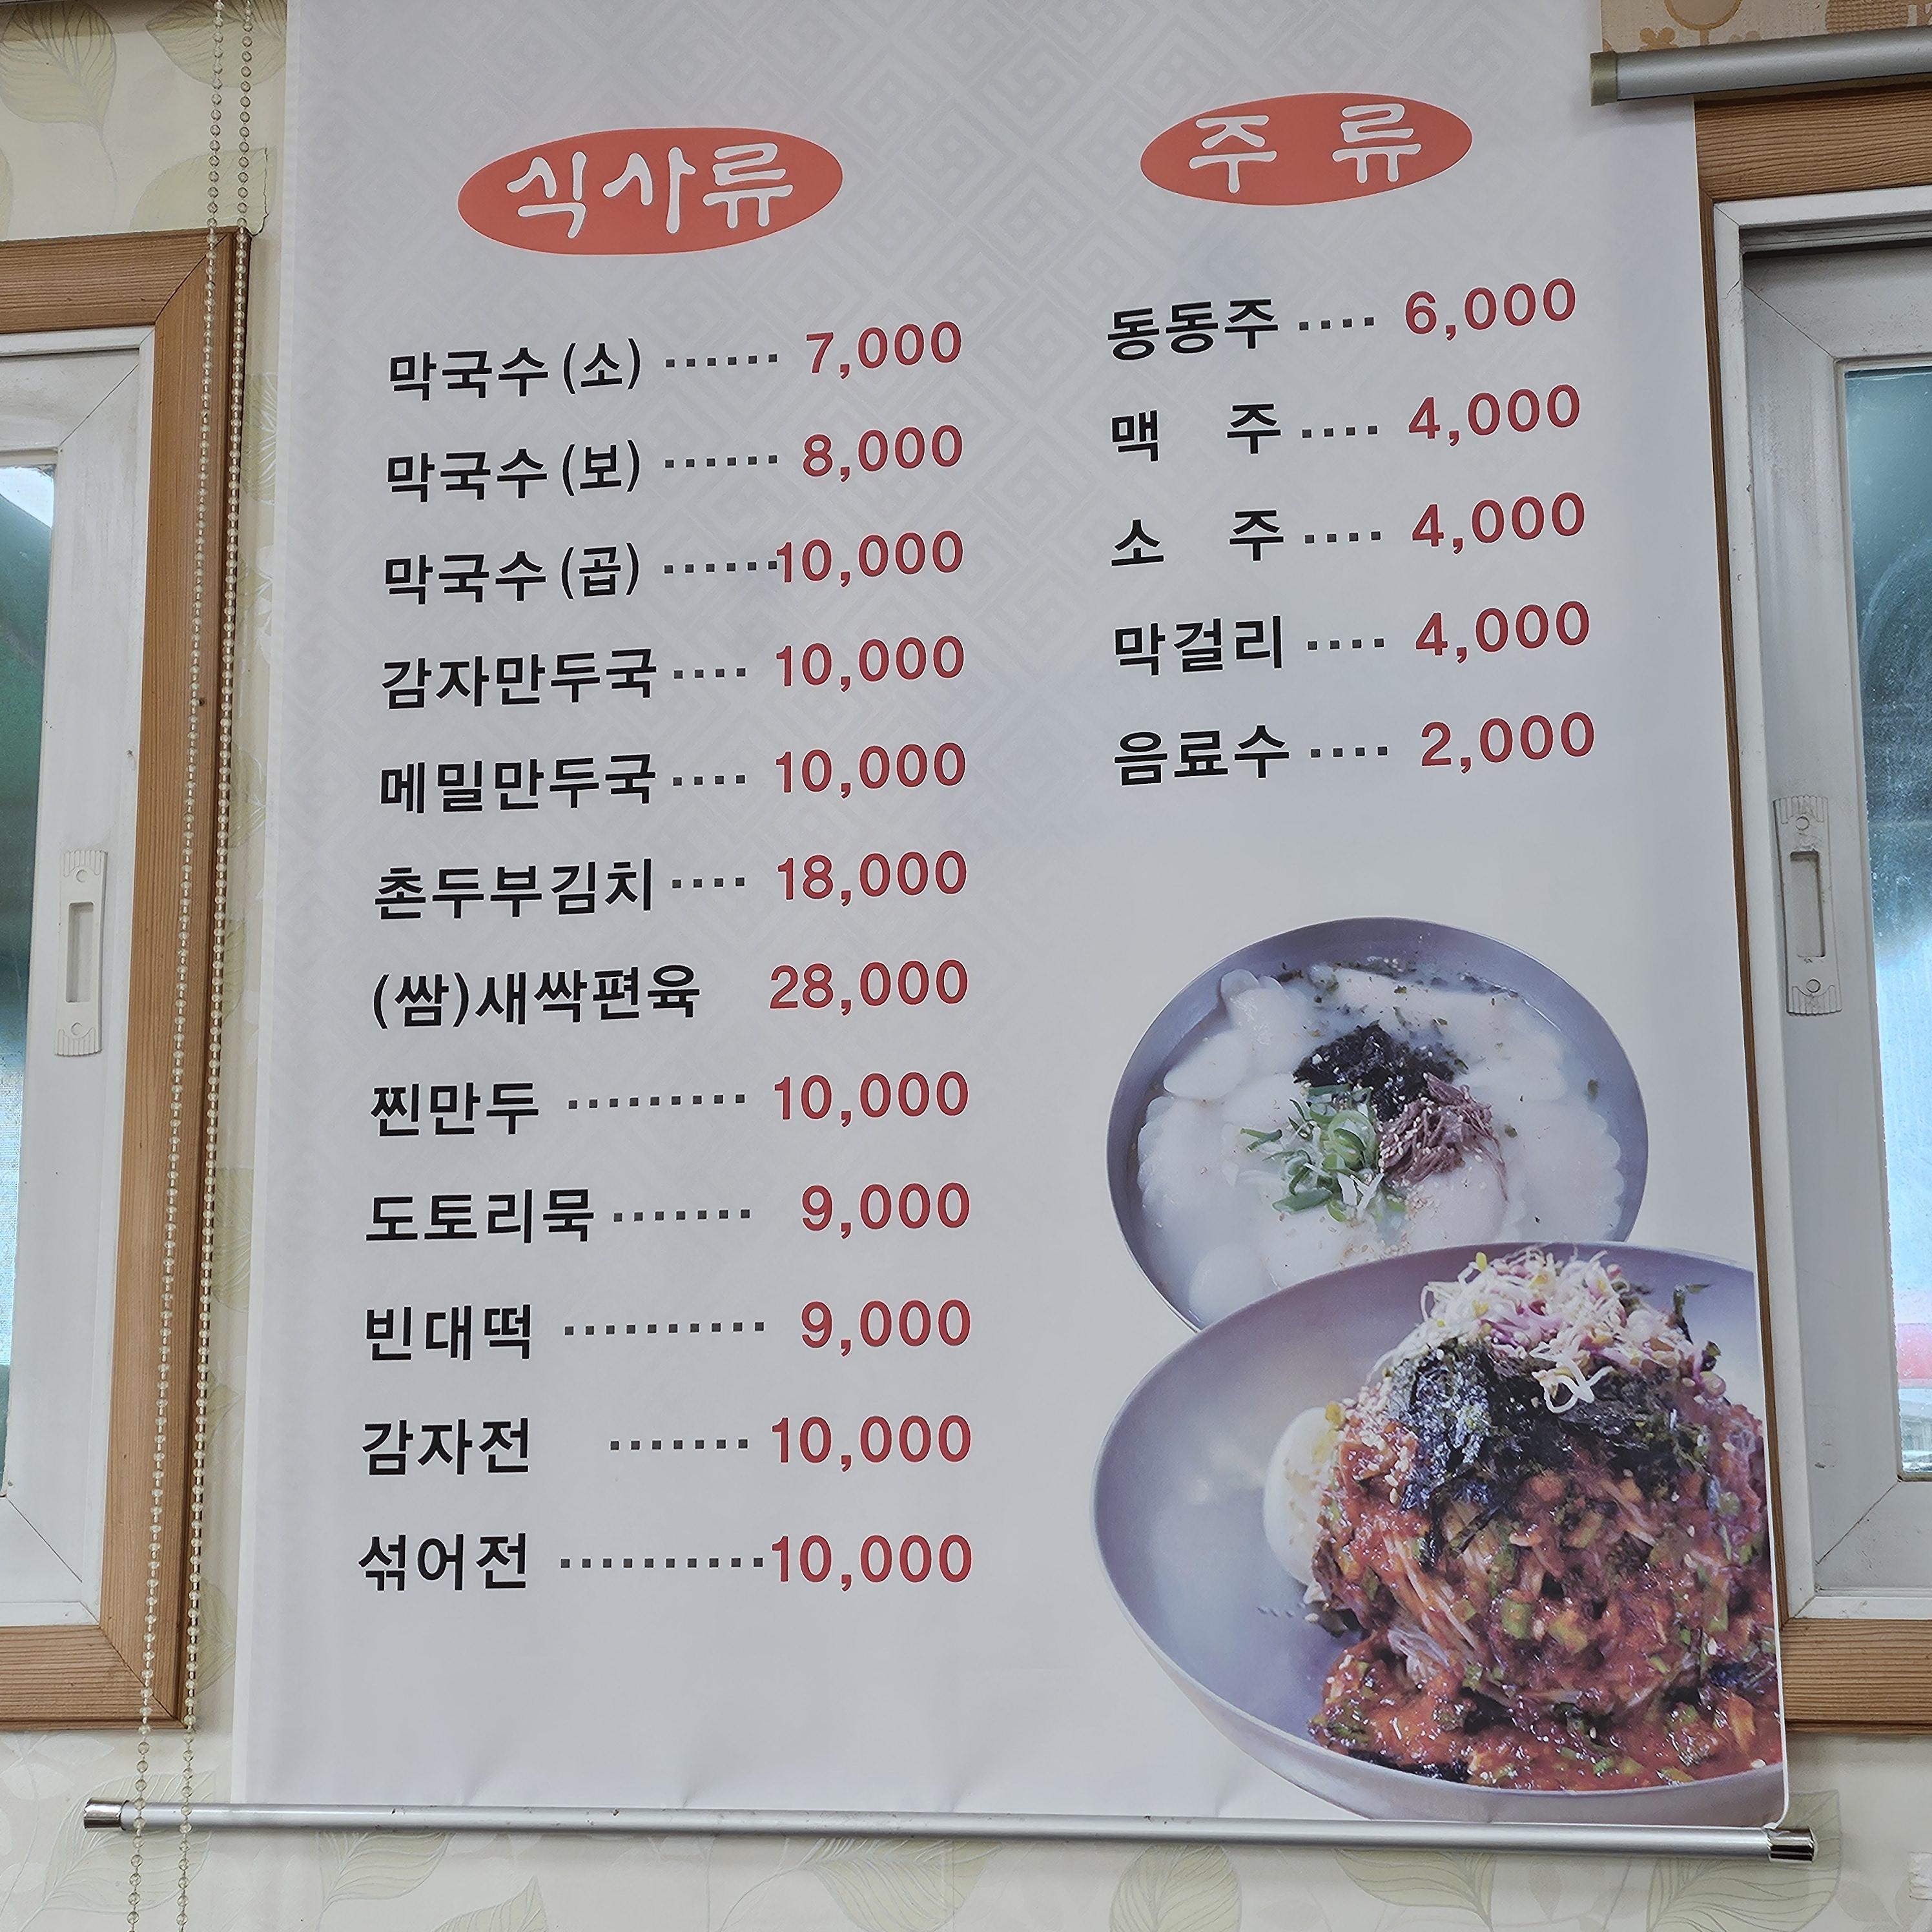 식사류
막국수(소) ······ 7,000
막국수(보) ······ 8,000
막국수(곱) ······10,000
감자만두국 ···· 10,000
메밀만두국 ···· 10,000
촌두부김치 ···· 18,000
(쌈)새싹편육 28,000
찐만두 ········· 10,000
도토리묵 ······· 9,000
빈대떡 ·········· 9,000
감자전 ······· 10,000
섞어전 ··········10,000
주 류
동동주 ···· 6,000
맥 주 ···· 4,000
소 주 ···· 4,000
막걸리 ···· 4,000
음료수 ···· 2,000